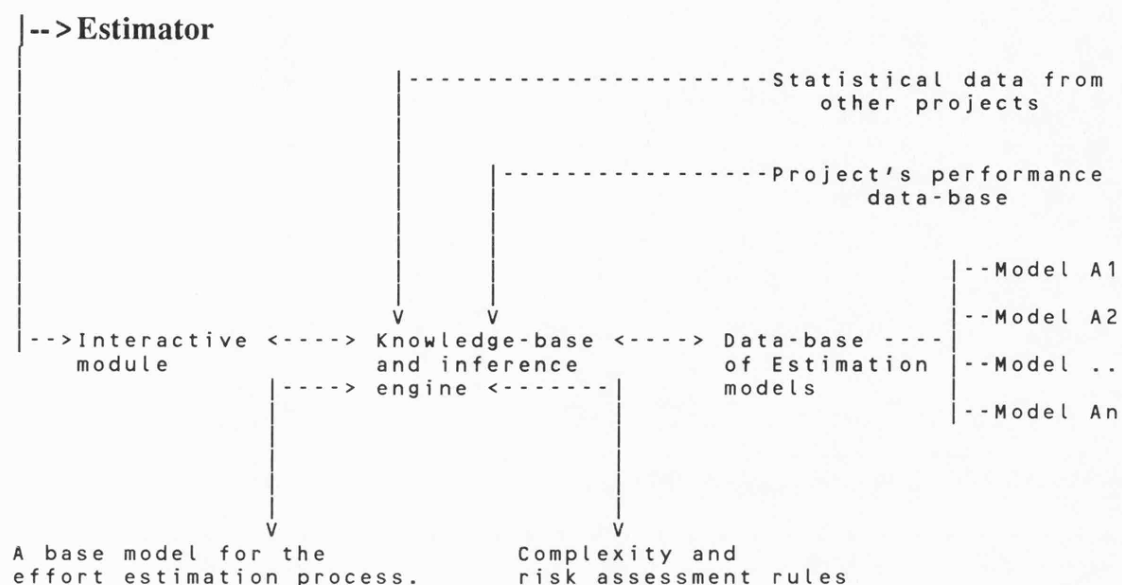 -->Estimator
Statistical data from
other projects
Project's performance
data-base
--Model A1
--Model A2
-->Interactive <----> Knowledge-base <----> Data-base ----
module and inference of Estimation --Model ..
----> engine <------- models
--Model An
A base model for the Complexity and
effort estimation process. risk assessment rules